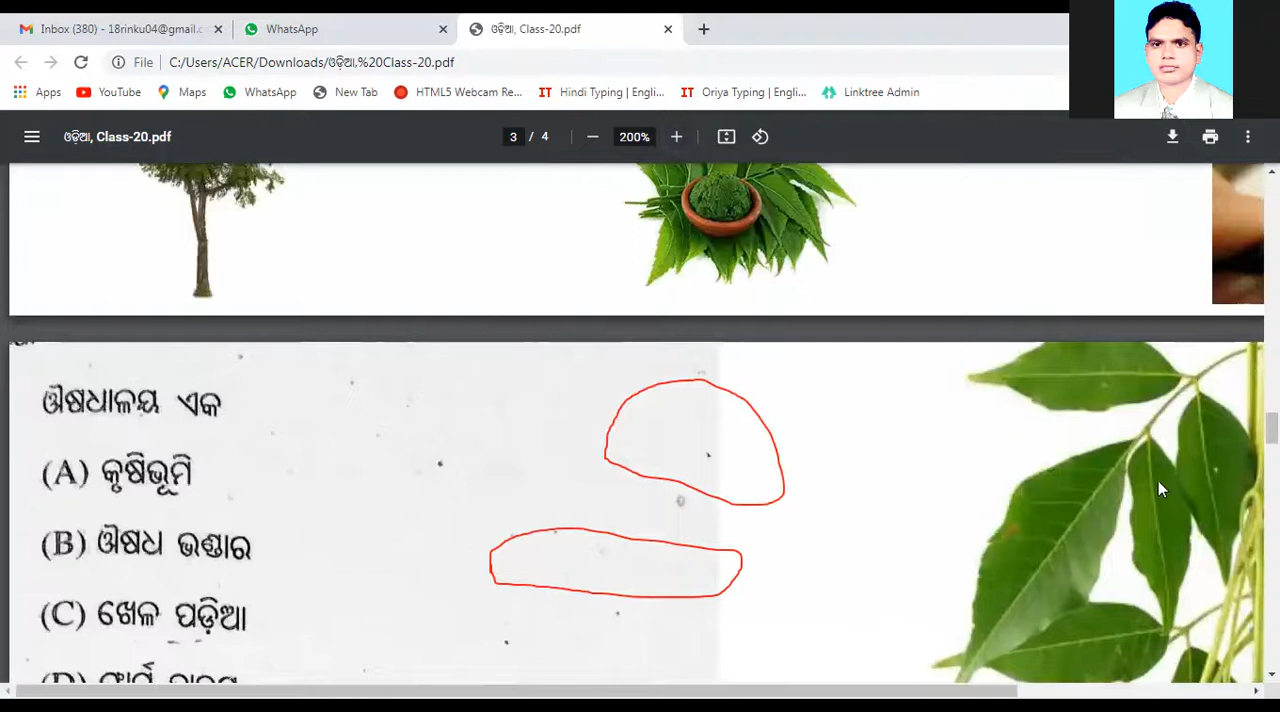 Inbox (380) - 18rinku04@gmail.c
WhatsApp
ଓଡ଼ିଆ, Class-20.pdf
File
C:/Users/ACER/Downloads/ଓଡ଼ିଆ,%20Class-20.pdf
Apps
YouTube
Maps
WhatsApp
New Tab
HTML5 Webcam Re...
IT Hindi Typing | Engli...
IT Oriya Typing | Engli...
Linktree Admin
ଓଡ଼ିଆ, Class-20.pdf
3 / 4
200%
ଔଷଧାଳୟ ଏକ
(A) କୃଷିଭୂମି
(B) ଔଷଧ ଭଣ୍ଡାର
(C) ଖେଳ ପଡ଼ିଆ